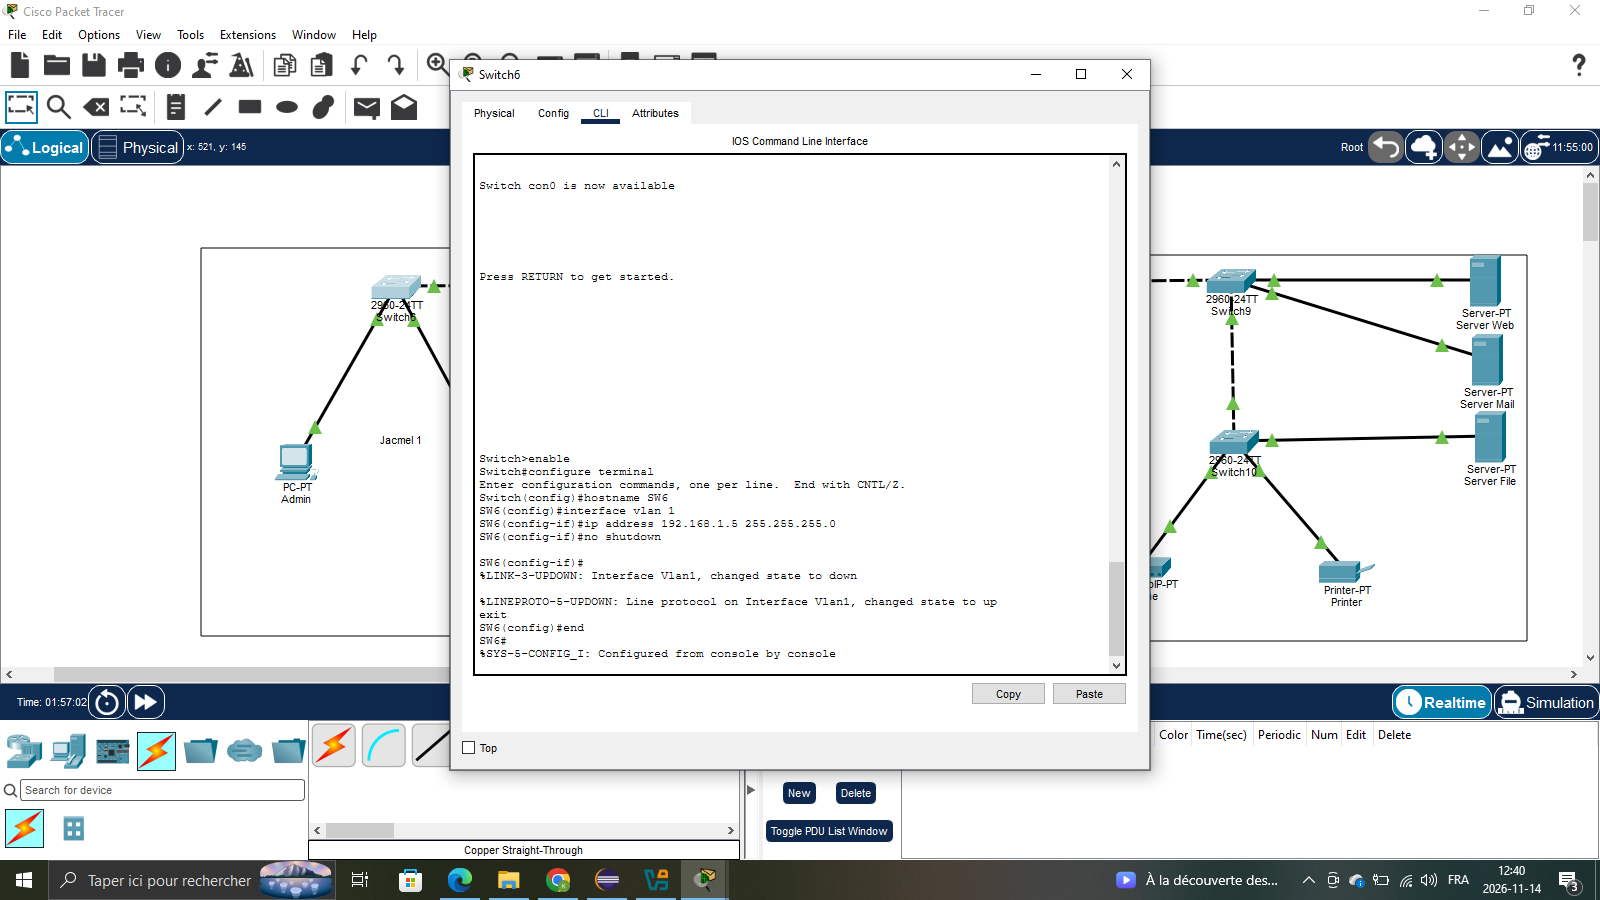 Cisco Packet Tracer
File Edit Options View Tools Extensions Window Help
?
Switch6
Physical Config CLI Attributes
IOS Command Line Interface
Logical Physical x: 521, y: 145
Root 11:55:00
Switch con0 is now available
Press RETURN to get started.
Switch>enable
Switch#configure terminal
Enter configuration commands, one per line.  End with CNTL/Z.
Switch(config)#hostname SW6
SW6(config)#interface vlan 1
SW6(config-if)#ip address 192.168.1.5 255.255.255.0
SW6(config-if)#no shutdown
SW6(config-if)#
%LINK-3-UPDOWN: Interface Vlan1, changed state to down
%LINEPROTO-5-UPDOWN: Line protocol on Interface Vlan1, changed state to up
exit
SW6(config)#end
SW6#
%SYS-5-CONFIG_I: Configured from console by console
Copy Paste
Top
2960-24TT
Switch6
Jacmel 1
PC-PT
Admin
2960-24TT
Switch9
Server-PT
Server Web
Server-PT
Server Mail
2960-24TT
Switch10
Server-PT
Server File
oIP-PT
ne
Printer-PT
Printer
Time: 01:57:02
Realtime Simulation
Search for device
Copper Straight-Through
New Delete
Toggle PDU List Window
Color Time(sec) Periodic Num Edit Delete
Taper ici pour rechercher
À la découverte des...
FRA
12:40
2026-11-14
3